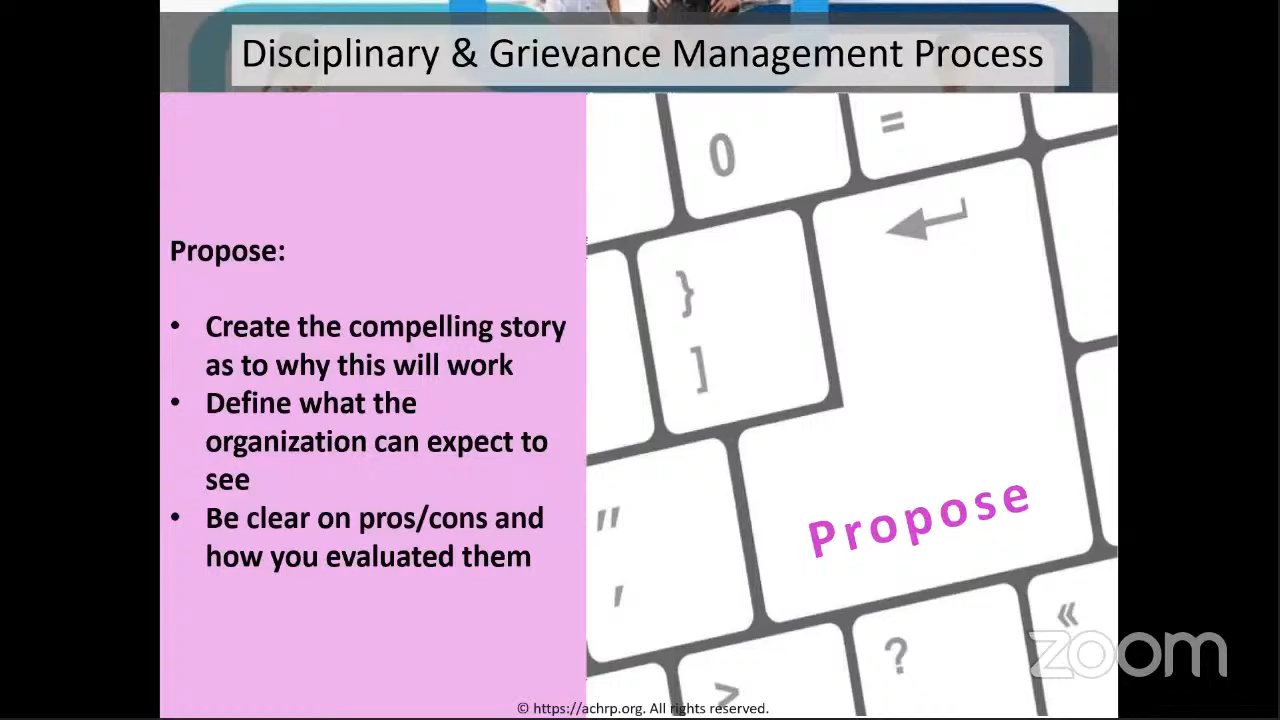 Disciplinary & Grievance Management Process
Propose:
• Create the compelling story
as to why this will work
• Define what the
organization can expect to
see
• Be clear on pros/cons and
how you evaluated them
0
=
}
]
Propose
"
'
«
?
>
zoom
© https://achrp.org. All rights reserved.